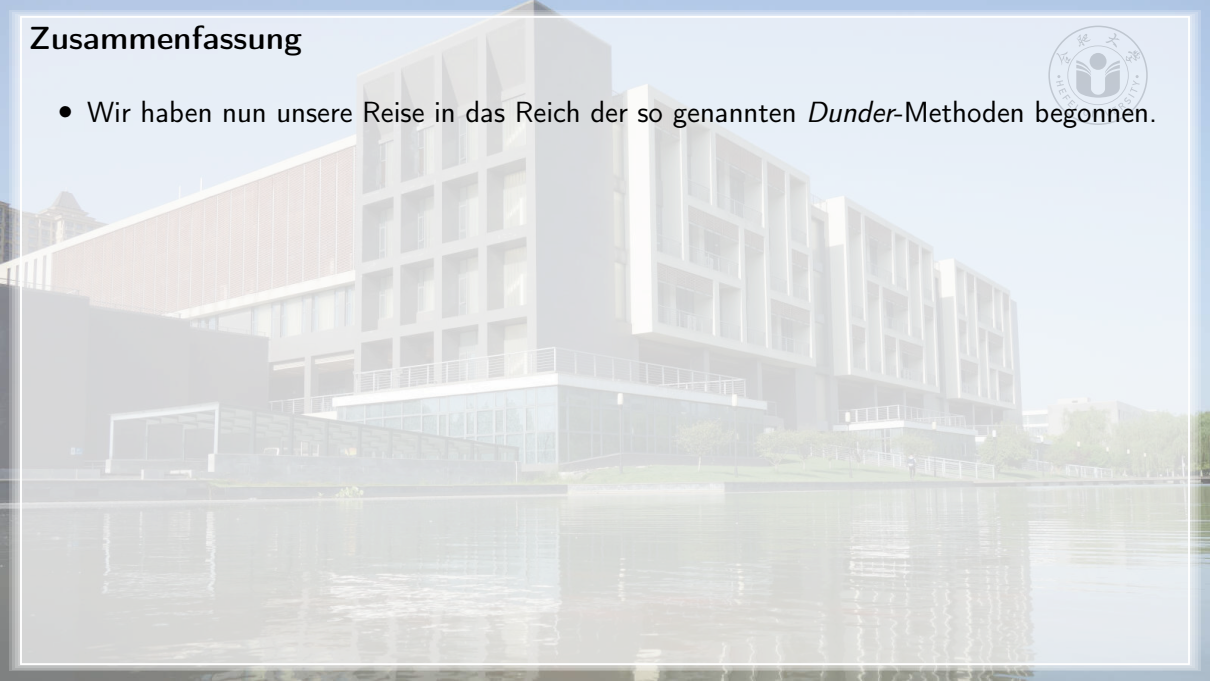 Zusammenfassung
• Wir haben nun unsere Reise in das Reich der so genannten Dunder-Methoden begonnen.